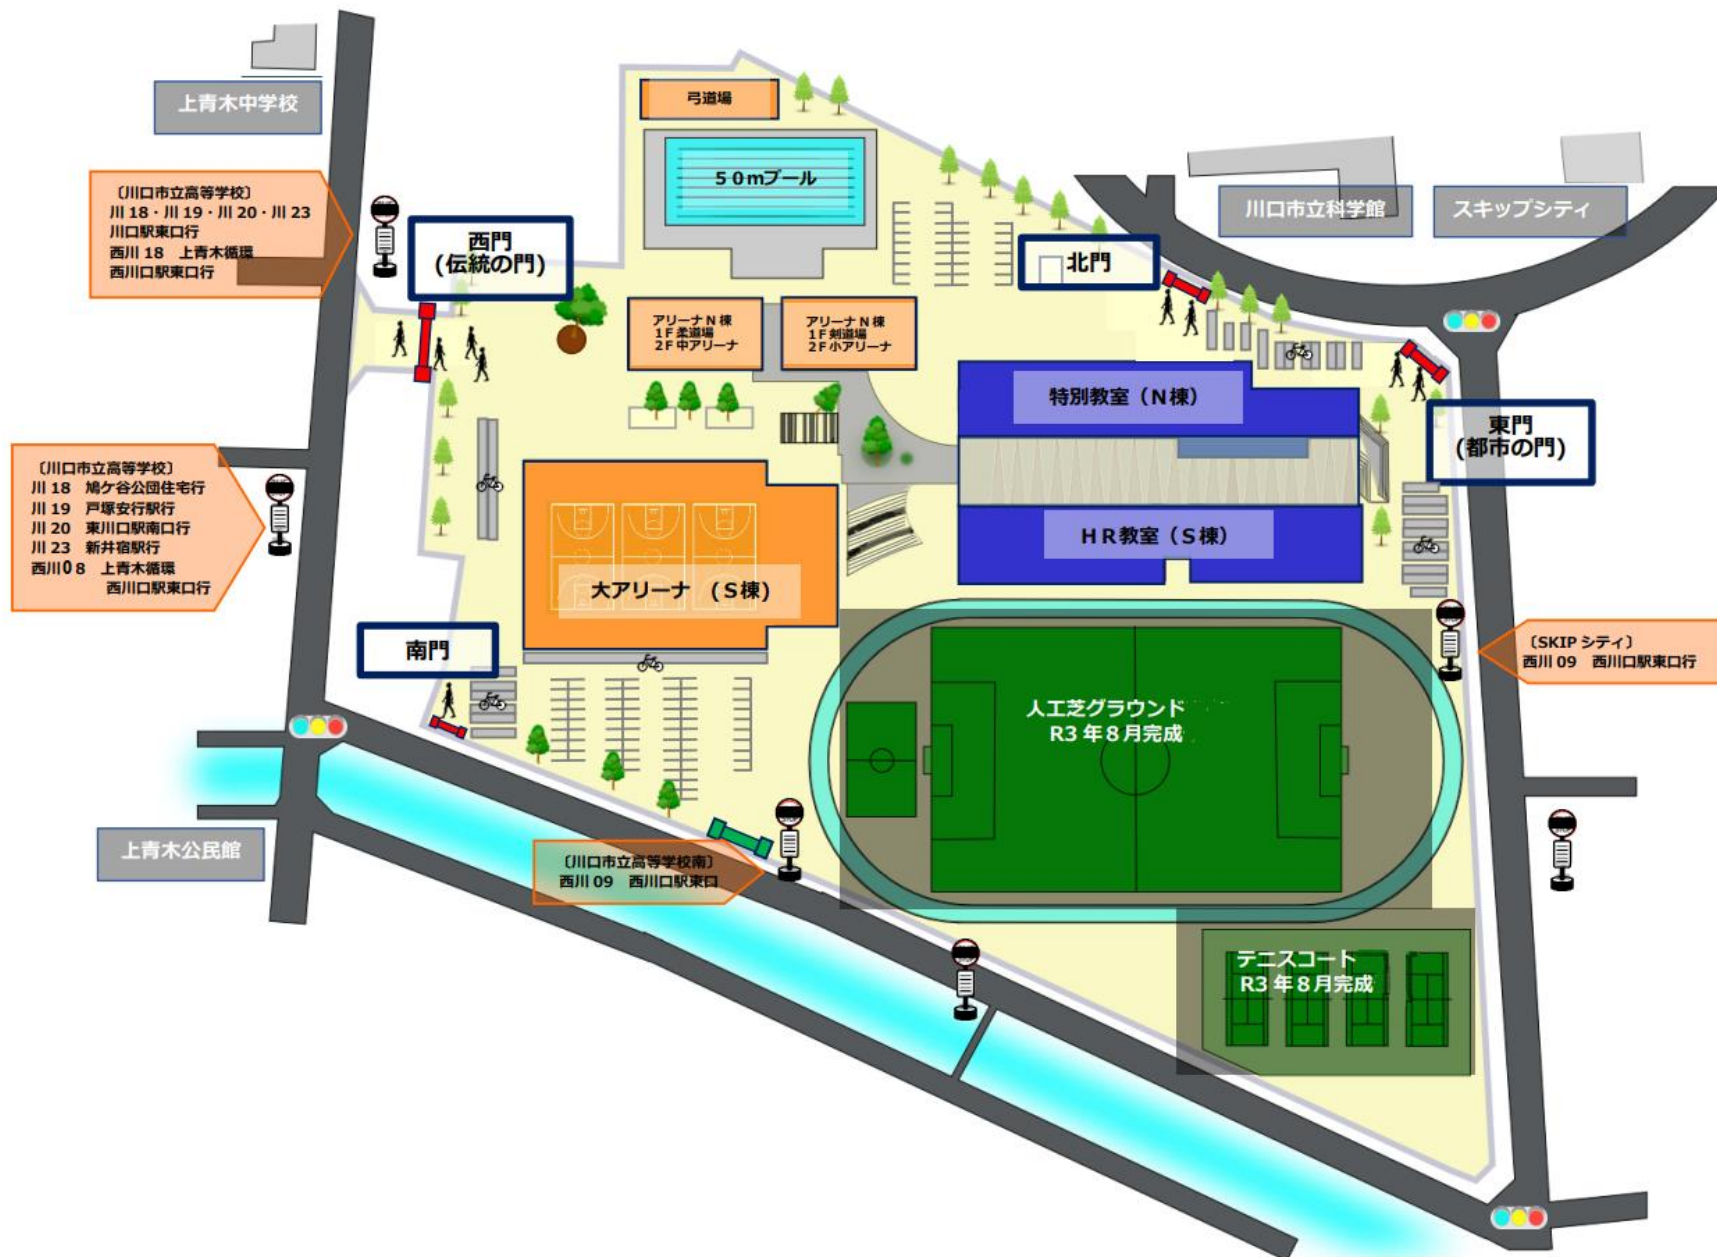 上青木中学校
弓道場
50mプール
〔川口市立高等学校〕
川18・川19・川20・川23
川口駅東口行
西川18 上青木循環
西川口駅東口行
西門
(伝統の門)
北門
川口市立科学館
スキップシティ
アリーナN棟
1F柔道場
2F中アリーナ
アリーナN棟
1F剣道場
2F小アリーナ
特別教室（N棟）
東門
(都市の門)
〔川口市立高等学校〕
川18 鳩ケ谷公団住宅行
川19 戸塚安行駅行
川20 東川口駅南口行
川23 新井宿駅行
西川08 上青木循環
西川口駅東口行
HR教室（S棟）
大アリーナ (S棟)
南門
〔SKIPシティ〕
西川09 西川口駅東口行
人工芝グラウンド
R3年8月完成
上青木公民館
〔川口市立高等学校南〕
西川09 西川口駅東口
テニスコート
R3年8月完成